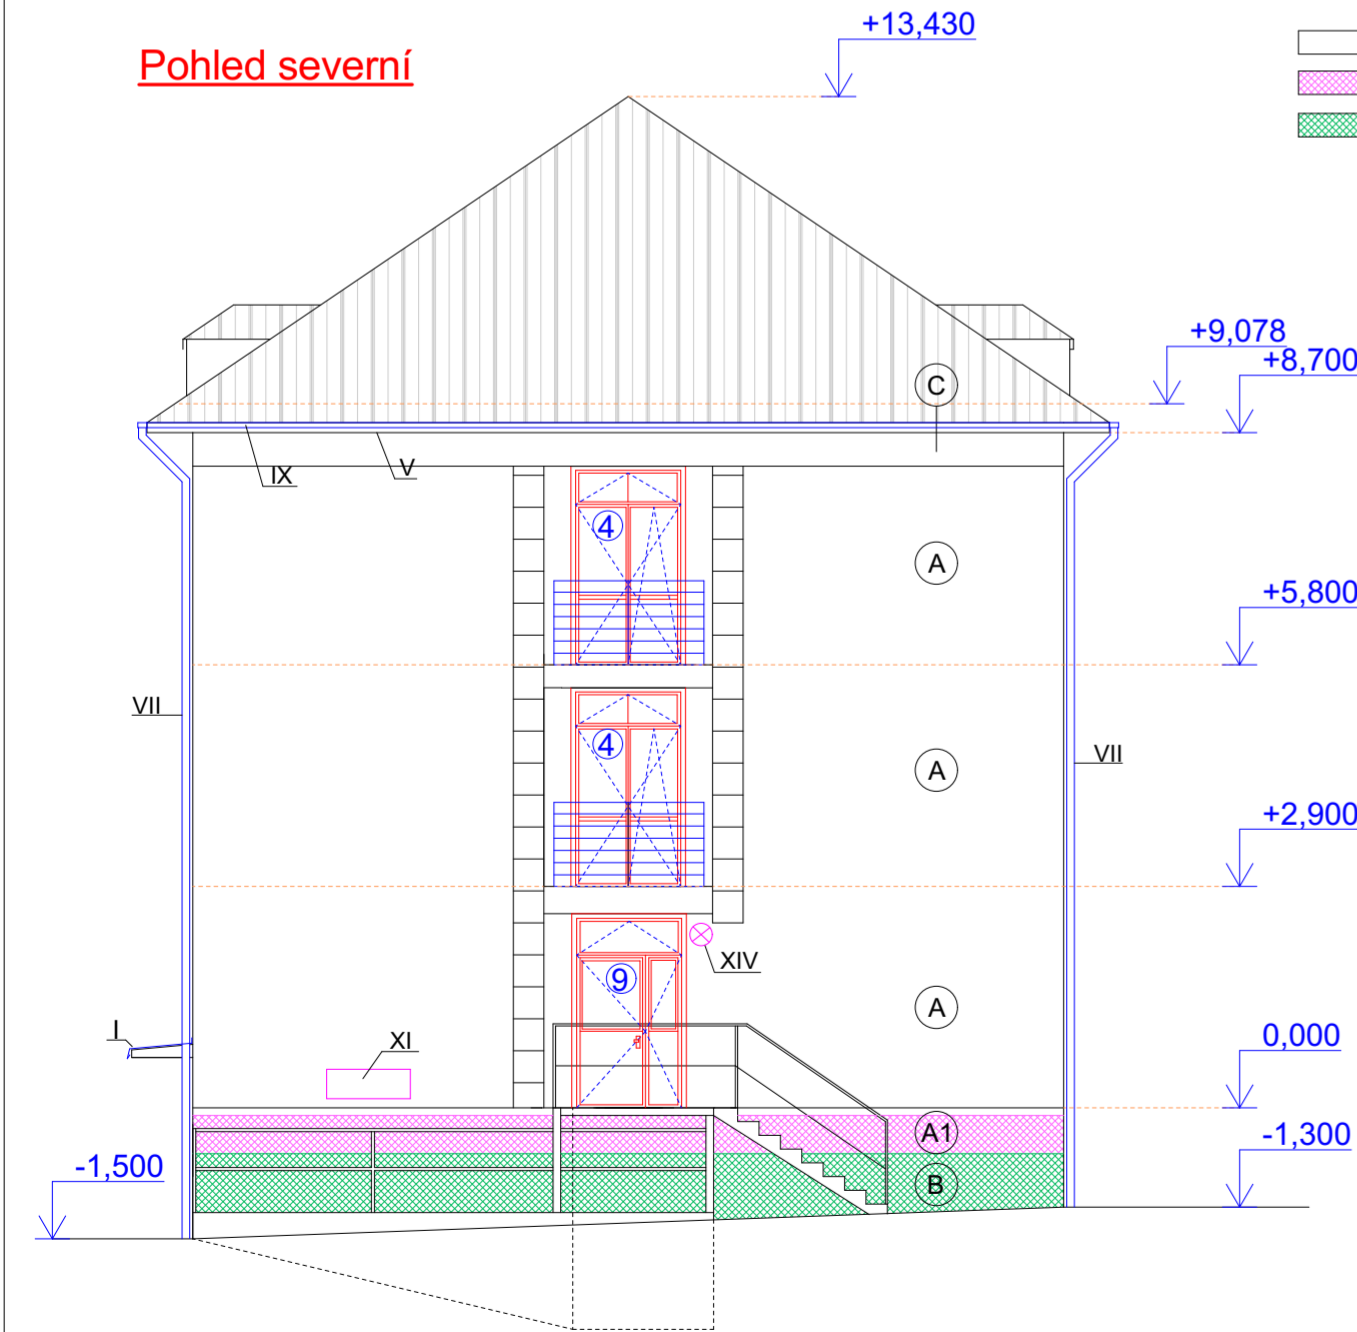 +13,430
Pohled severní
+9,078
+8,700
C
IX
V
4
A
+5,800
VII
4
A
VII
+2,900
XIV
9
A
I
XI
0,000
A1
-1,300
-1,500
B